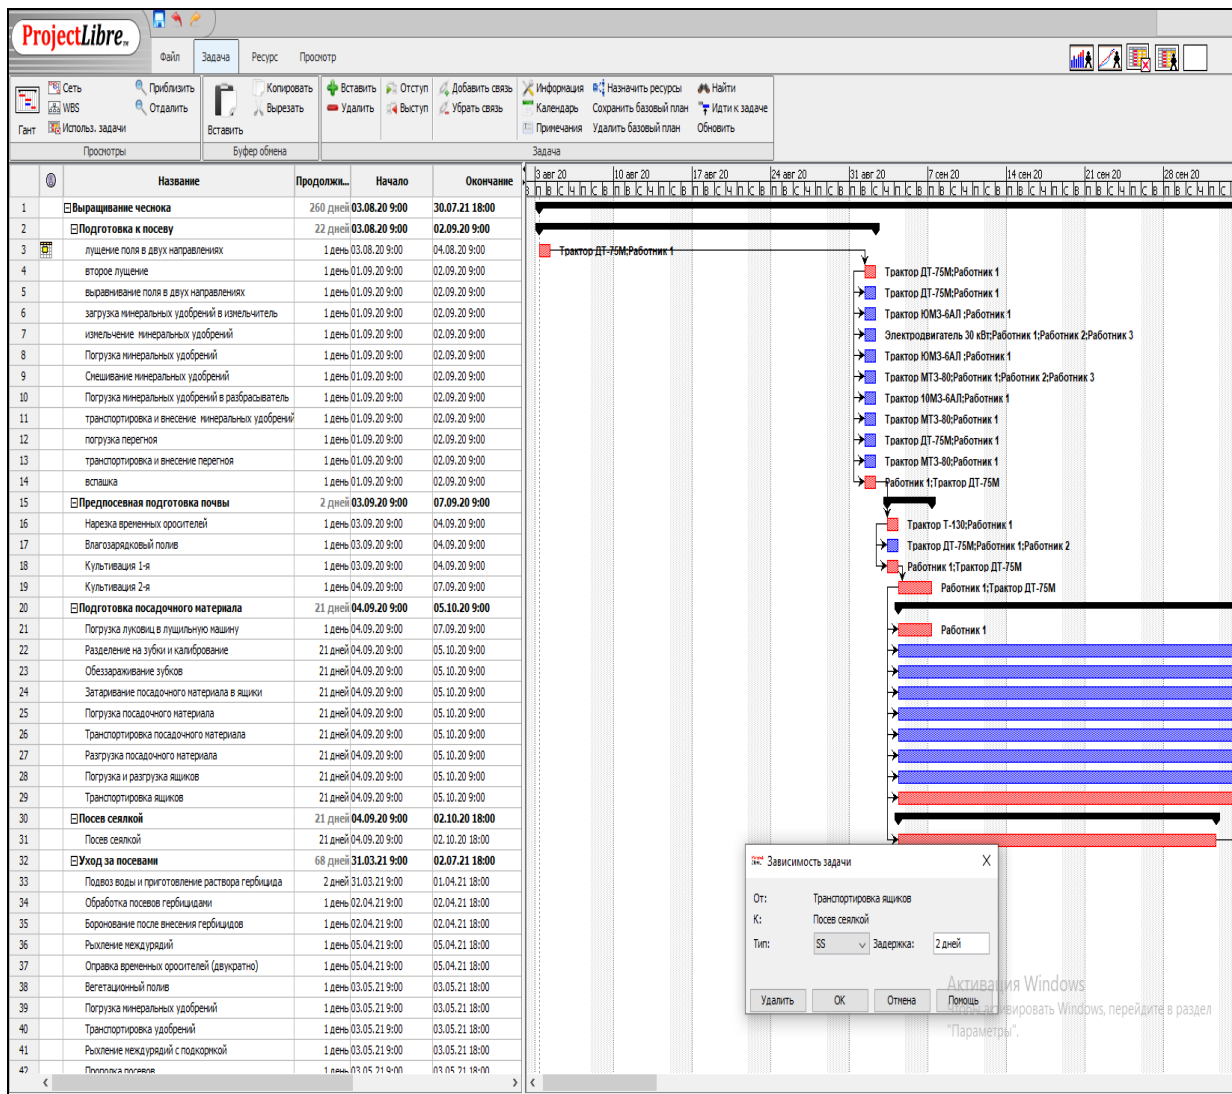 ProjectLibre™
Файл Задача Ресурс Просмотр
Сеть Приблизить Копировать Вставить Отступ Добавить связь Информация Назначить ресурсы Найти
WBS Отдалить Вырезать Удалить Выступ Убрать связь Календарь Сохранить базовый план Идти к задаче
Гант Использ. задачи Вставить Примечания Удалить базовый план Обновить
Просмотры Буфер обмена Задача
Название Продолжи... Начало Окончание
3 авг 20 10 авг 20 17 авг 20 24 авг 20 31 авг 20 7 сен 20 14 сен 20 21 сен 20 28 сен 20
В П В С Ч П С В П В С Ч П С В П В С Ч П С В П В С Ч П С В П В С Ч П С В П В С Ч П С В П В С Ч П С В П В С Ч П С В П В С Ч П С
1 Выращивание чеснока 260 дней 03.08.20 9:00 30.07.21 18:00
2 Подготовка к посеву 22 дней 03.08.20 9:00 02.09.20 9:00
3 лущение поля в двух направлениях 1 день 03.08.20 9:00 04.08.20 9:00 Трактор ДТ-75М;Работник 1
4 второе лущение 1 день 01.09.20 9:00 02.09.20 9:00 Трактор ДТ-75М;Работник 1
5 выравнивание поля в двух направлениях 1 день 01.09.20 9:00 02.09.20 9:00 Трактор ДТ-75М;Работник 1
6 загрузка минеральных удобрений в измельчитель 1 день 01.09.20 9:00 02.09.20 9:00 Трактор ЮМЗ-6АЛ ;Работник 1
7 измельчение минеральных удобрений 1 день 01.09.20 9:00 02.09.20 9:00 Электродвигатель 30 кВт;Работник 1;Работник 2;Работник 3
8 Погрузка минеральных удобрений 1 день 01.09.20 9:00 02.09.20 9:00 Трактор ЮМЗ-6АЛ ;Работник 1
9 Смешивание минеральных удобрений 1 день 01.09.20 9:00 02.09.20 9:00 Трактор МТЗ-80;Работник 1;Работник 2;Работник 3
10 Погрузка минеральных удобрений в разбрасыватель 1 день 01.09.20 9:00 02.09.20 9:00 Трактор 10МЗ-6АЛ;Работник 1
11 транспортировка и внесение минеральных удобрений 1 день 01.09.20 9:00 02.09.20 9:00 Трактор МТЗ-80;Работник 1
12 погрузка перегноя 1 день 01.09.20 9:00 02.09.20 9:00 Трактор ДТ-75М;Работник 1
13 транспортировка и внесение перегноя 1 день 01.09.20 9:00 02.09.20 9:00 Трактор МТЗ-80;Работник 1
14 вспашка 1 день 01.09.20 9:00 02.09.20 9:00 Работник 1;Трактор ДТ-75М
15 Предпосевная подготовка почвы 2 дней 03.09.20 9:00 07.09.20 9:00
16 Нарезка временных оросителей 1 день 03.09.20 9:00 04.09.20 9:00 Трактор Т-130;Работник 1
17 Влагозарядковый полив 1 день 03.09.20 9:00 04.09.20 9:00 Трактор ДТ-75М;Работник 1;Работник 2
18 Культивация 1-я 1 день 03.09.20 9:00 04.09.20 9:00 Работник 1;Трактор ДТ-75М
19 Культивация 2-я 1 день 04.09.20 9:00 07.09.20 9:00 Работник 1;Трактор ДТ-75М
20 Подготовка посадочного материала 21 дней 04.09.20 9:00 05.10.20 9:00
21 Погрузка луковиц в лущильную машину 1 день 04.09.20 9:00 07.09.20 9:00 Работник 1
22 Разделение на зубки и калибрование 21 дней 04.09.20 9:00 05.10.20 9:00
23 Обеззараживание зубков 21 дней 04.09.20 9:00 05.10.20 9:00
24 Затаривание посадочного материала в ящики 21 дней 04.09.20 9:00 05.10.20 9:00
25 Погрузка посадочного материала 21 дней 04.09.20 9:00 05.10.20 9:00
26 Транспортировка посадочного материала 21 дней 04.09.20 9:00 05.10.20 9:00
27 Разгрузка посадочного материала 21 дней 04.09.20 9:00 05.10.20 9:00
28 Погрузка и разгрузка ящиков 21 дней 04.09.20 9:00 05.10.20 9:00
29 Транспортировка ящиков 21 дней 04.09.20 9:00 05.10.20 9:00
30 Посев сеялкой 21 дней 04.09.20 9:00 02.10.20 18:00
31 Посев сеялкой 21 дней 04.09.20 9:00 02.10.20 18:00
32 Уход за посевами 68 дней 31.03.21 9:00 02.07.21 18:00
33 Подвоз воды и приготовление раствора гербицида 2 дней 31.03.21 9:00 01.04.21 18:00
34 Обработка посевов гербицидами 1 день 02.04.21 9:00 02.04.21 18:00
35 Боронование после внесения гербицидов 1 день 02.04.21 9:00 02.04.21 18:00
36 Рыхление междурядий 1 день 05.04.21 9:00 05.04.21 18:00
37 Оправка временных оросителей (двукратно) 1 день 05.04.21 9:00 05.04.21 18:00
38 Вегетационный полив 1 день 03.05.21 9:00 03.05.21 18:00
39 Погрузка минеральных удобрений 1 день 03.05.21 9:00 03.05.21 18:00
40 Транспортировка удобрений 1 день 03.05.21 9:00 03.05.21 18:00
41 Рыхление междурядий с подкормкой 1 день 03.05.21 9:00 03.05.21 18:00
42 Прополка посевов 1 день 03.05.21 9:00 03.05.21 18:00
Зависимость задачи
От: Транспортировка ящиков
К: Посев сеялкой
Тип: SS Задержка: 2 дней
Удалить ОК Отмена Помощь
Активация Windows
Чтобы активировать Windows, перейдите в раздел
"Параметры".